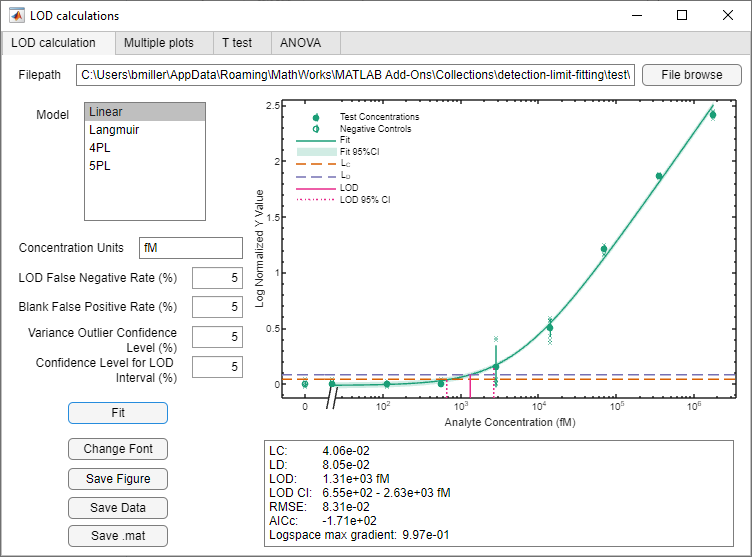 LOD calculations
LOD calculation Multiple plots T test ANOVA
Filepath C:\Users\bmiller\AppData\Roaming\MathWorks\MATLAB Add-Ons\Collections\detection-limit-fitting\test\ File browse
Model
Linear
Langmuir
4PL
5PL
Concentration Units fM
LOD False Negative Rate (%) 5
Blank False Positive Rate (%) 5
Variance Outlier Confidence
Level (%) 5
Confidence Level for LOD
Interval (%) 5
Fit
Change Font
Save Figure
Save Data
Save .mat
Log Normalized Y Value
2.5
2
1.5
1
0.5
0
Test Concentrations
Negative Controls
Fit
Fit 95%CI
L_C
L_D
LOD
LOD 95% CI
0 10^2 10^3 10^4 10^5 10^6
Analyte Concentration (fM)
LC: 4.06e-02
LD: 8.05e-02
LOD: 1.31e+03 fM
LOD CI: 6.55e+02 - 2.63e+03 fM
RMSE: 8.31e-02
AICc: -1.71e+02
Logspace max gradient: 9.97e-01